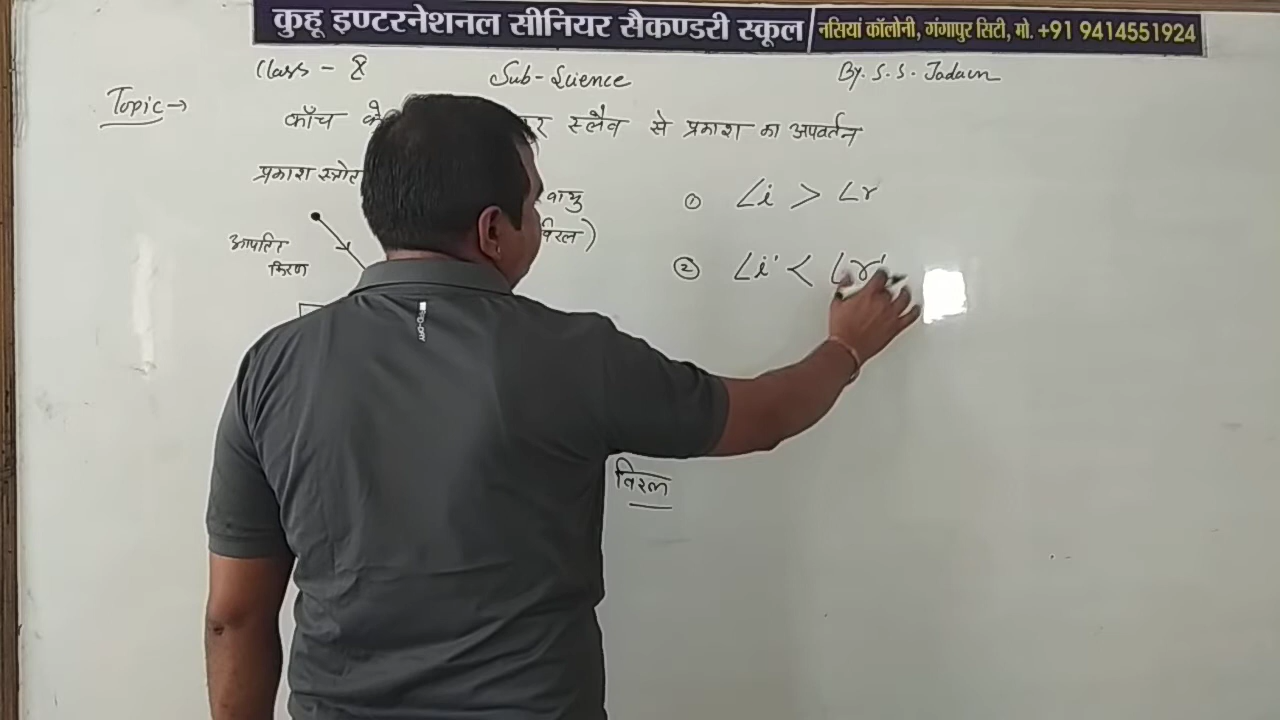 कुहू इण्टरनेशनल सीनियर सैकण्डरी स्कूल
नसियां कॉलोनी, गंगापुर सिटी, मो. +91 9414551924
Class - 8 Sub-Science By. S. S. Jadaun
Topic →
काँच के स्लैब से प्रकाश का अपवर्तन
प्रकाश स्त्रोत
वायु
विरल)
आपतित
किरण
① ∠i > ∠r
② ∠i' < ∠r'
विरल